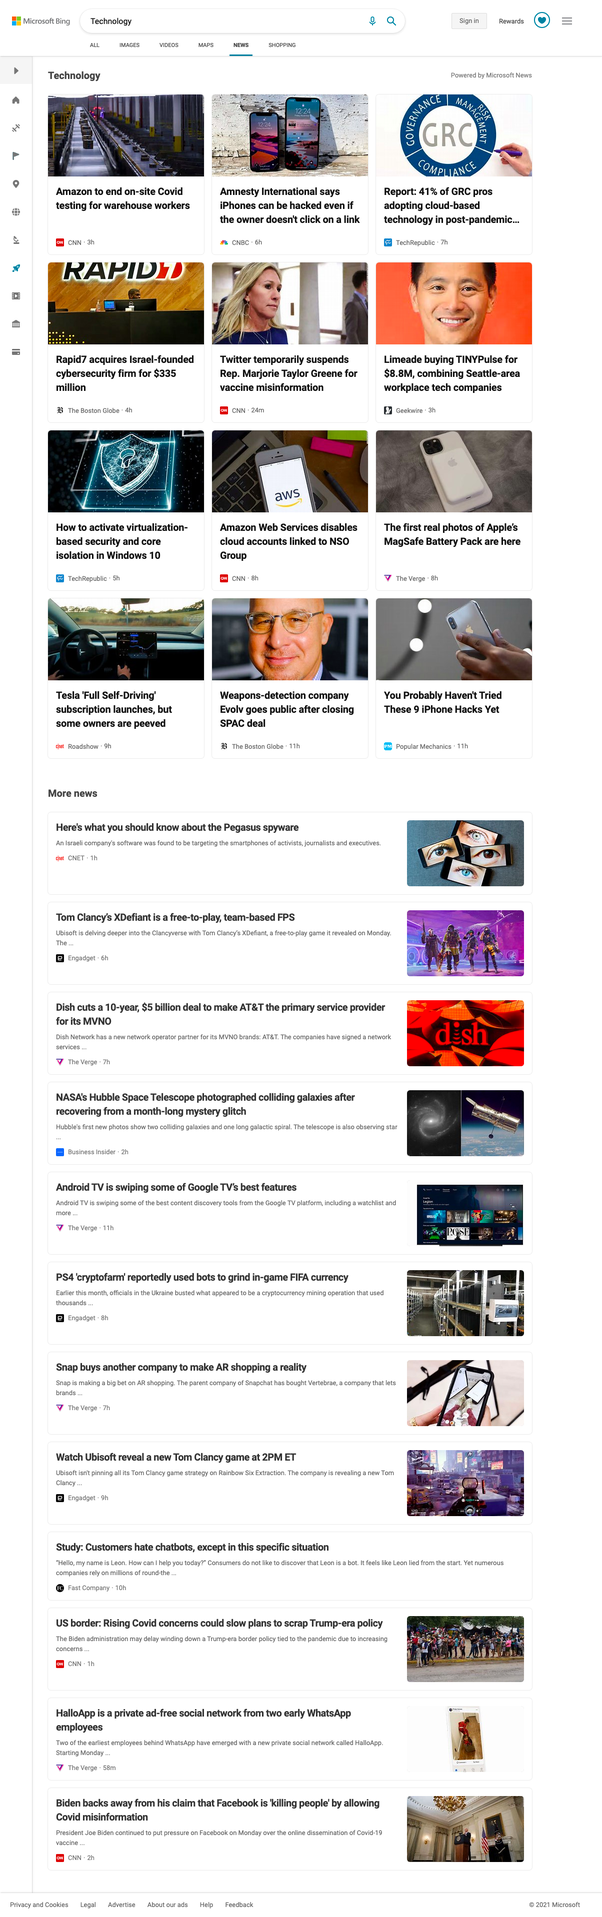 Microsoft Bing
Technology
Sign in
Rewards
ALL
IMAGES
VIDEOS
MAPS
NEWS
SHOPPING
Technology
Powered by Microsoft News
12:24
GOVERNANCE
RISK MANAGEMENT
GRC
COMPLIANCE
Amazon to end on-site Covid
testing for warehouse workers
CNN · 3h
Amnesty International says
iPhones can be hacked even if
the owner doesn't click on a link
CNBC · 6h
Report: 41% of GRC pros
adopting cloud-based
technology in post-pandemic...
TechRepublic · 7h
RAPID7
Rapid7 acquires Israel-founded
cybersecurity firm for $335
million
The Boston Globe · 4h
Twitter temporarily suspends
Rep. Marjorie Taylor Greene for
vaccine misinformation
CNN · 24m
Limeade buying TINYPulse for
$8.8M, combining Seattle-area
workplace tech companies
Geekwire · 3h
aws
How to activate virtualization-
based security and core
isolation in Windows 10
TechRepublic · 5h
Amazon Web Services disables
cloud accounts linked to NSO
Group
CNN · 8h
The first real photos of Apple's
MagSafe Battery Pack are here
The Verge · 8h
Tesla 'Full Self-Driving'
subscription launches, but
some owners are peeved
Roadshow · 9h
Weapons-detection company
Evolv goes public after closing
SPAC deal
The Boston Globe · 11h
You Probably Haven't Tried
These 9 iPhone Hacks Yet
Popular Mechanics · 11h
More news
Here's what you should know about the Pegasus spyware
An Israeli company's software was found to be targeting the smartphones of activists, journalists and executives.
CNET · 1h
Tom Clancy's XDefiant is a free-to-play, team-based FPS
Ubisoft is delving deeper into the Clancyverse with Tom Clancy's XDefiant, a free-to-play game it revealed on Monday.
The ...
Engadget · 6h
Dish cuts a 10-year, $5 billion deal to make AT&T the primary service provider
for its MVNO
Dish Network has a new network operator partner for its MVNO brands: AT&T. The companies have signed a network
services ...
The Verge · 7h
dish
NASA's Hubble Space Telescope photographed colliding galaxies after
recovering from a month-long mystery glitch
Hubble's first new photos show two colliding galaxies and one long galactic spiral. The telescope is also observing star
...
Business Insider · 2h
Android TV is swiping some of Google TV's best features
Android TV is swiping some of the best content discovery tools from the Google TV platform, including a watchlist and
more ...
The Verge · 11h
Legion
POSE
PS4 'cryptofarm' reportedly used bots to grind in-game FIFA currency
Earlier this month, officials in the Ukraine busted what appeared to be a cryptocurrency mining operation that used
thousands ...
Engadget · 8h
Snap buys another company to make AR shopping a reality
Snap is making a big bet on AR shopping. The parent company of Snapchat has bought Vertebrae, a company that lets
brands ...
The Verge · 7h
Watch Ubisoft reveal a new Tom Clancy game at 2PM ET
Ubisoft isn't pinning all its Tom Clancy game strategy on Rainbow Six Extraction. The company is revealing a new Tom
Clancy ...
Engadget · 9h
Study: Customers hate chatbots, except in this specific situation
"Hello, my name is Leon. How can I help you today?" Consumers do not like to discover that Leon is a bot. It feels like Leon lied from the start. Yet numerous
companies rely on millions of round-the ...
Fast Company · 10h
US border: Rising Covid concerns could slow plans to scrap Trump-era policy
The Biden administration may delay winding down a Trump-era border policy tied to the pandemic due to increasing
concerns ...
CNN · 1h
HalloApp is a private ad-free social network from two early WhatsApp
employees
Two of the earliest employees behind WhatsApp have emerged with a new private social network called HalloApp.
Starting Monday ...
The Verge · 58m
Biden backs away from his claim that Facebook is 'killing people' by allowing
Covid misinformation
President Joe Biden continued to put pressure on Facebook on Monday over the online dissemination of Covid-19
vaccine ...
CNN · 2h
Privacy and Cookies
Legal
Advertise
About our ads
Help
Feedback
© 2021 Microsoft